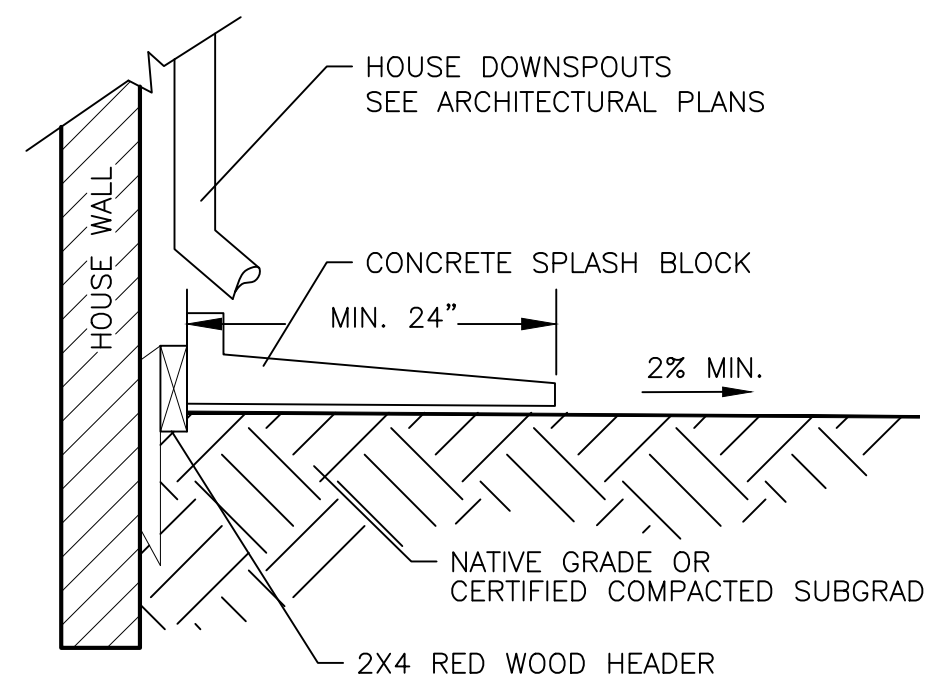 HOUSE DOWNSPOUTS
SEE ARCHITECTURAL PLANS
HOUSE WALL
CONCRETE SPLASH BLOCK
MIN. 24"
2% MIN.
NATIVE GRADE OR
CERTIFIED COMPACTED SUBGRAD
2X4 RED WOOD HEADER